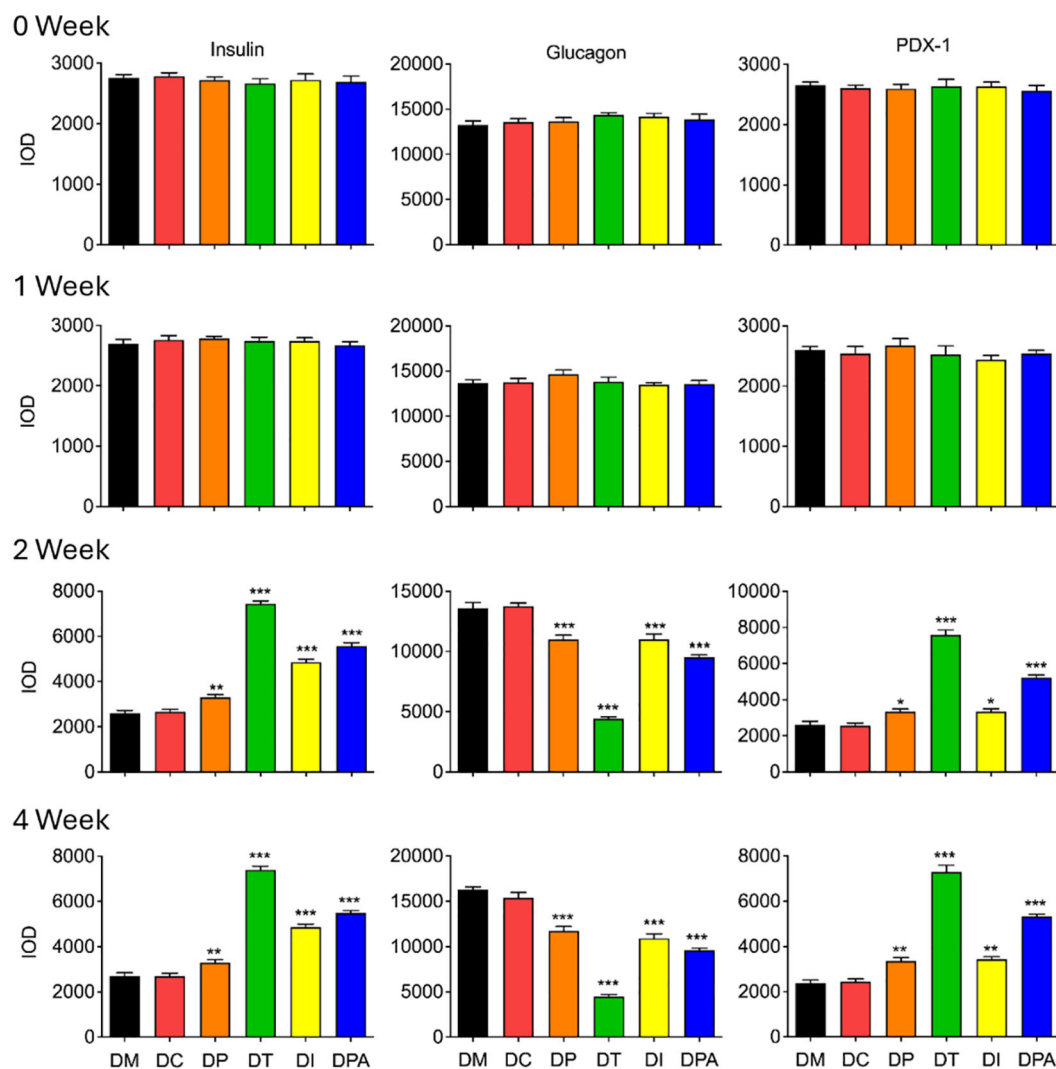 0 Week
Insulin Glucagon PDX-1
3000 20000 3000
15000
2000 2000
IOD
10000
1000 1000
5000
0 0 0
1 Week
3000 20000 3000
15000
2000 2000
IOD
10000
1000 1000
5000
0 0 0
2 Week
8000 15000 10000
*** *** *** ***
8000
6000 *** *** *** *** ***
10000
6000
IOD
4000 ** * *
4000
5000 ***
2000 2000
0 0 0
4 Week
8000 *** 20000 8000 ***
6000 *** *** 15000 *** *** *** 6000 ***
IOD
4000 ** 10000 4000 ** **
2000 5000 *** 2000
0 0 0
DM DC DP DT DI DPA DM DC DP DT DI DPA DM DC DP DT DI DPA